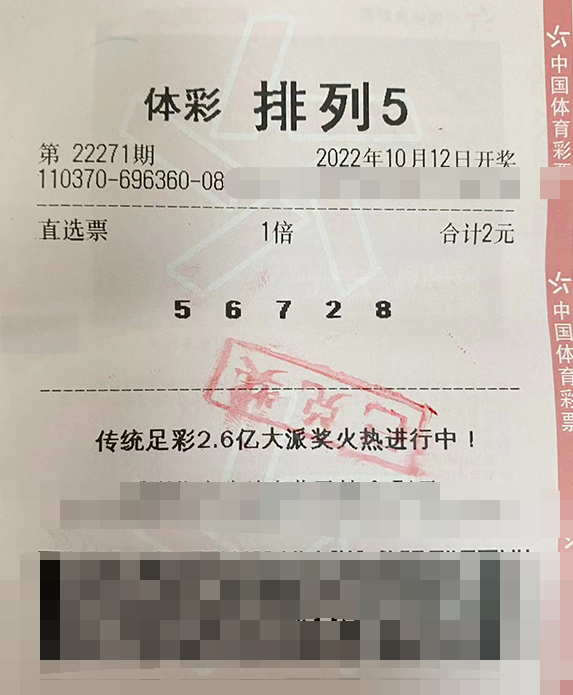 体彩 排列5
第 22271期 2022年10月12日开奖
110370-696360-08
直选票 1倍 合计2元
5 6 7 2 8
已兑奖
传统足彩2.6亿大派奖火热进行中！
中国体育彩票
中国体育彩票